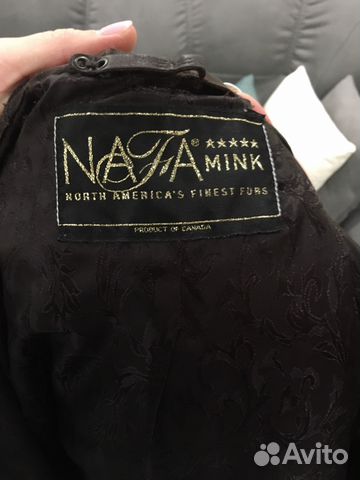 NAFA® ★★★★★ MINK
NORTH AMERICA'S FINEST FURS
PRODUCT OF CANADA
Avito